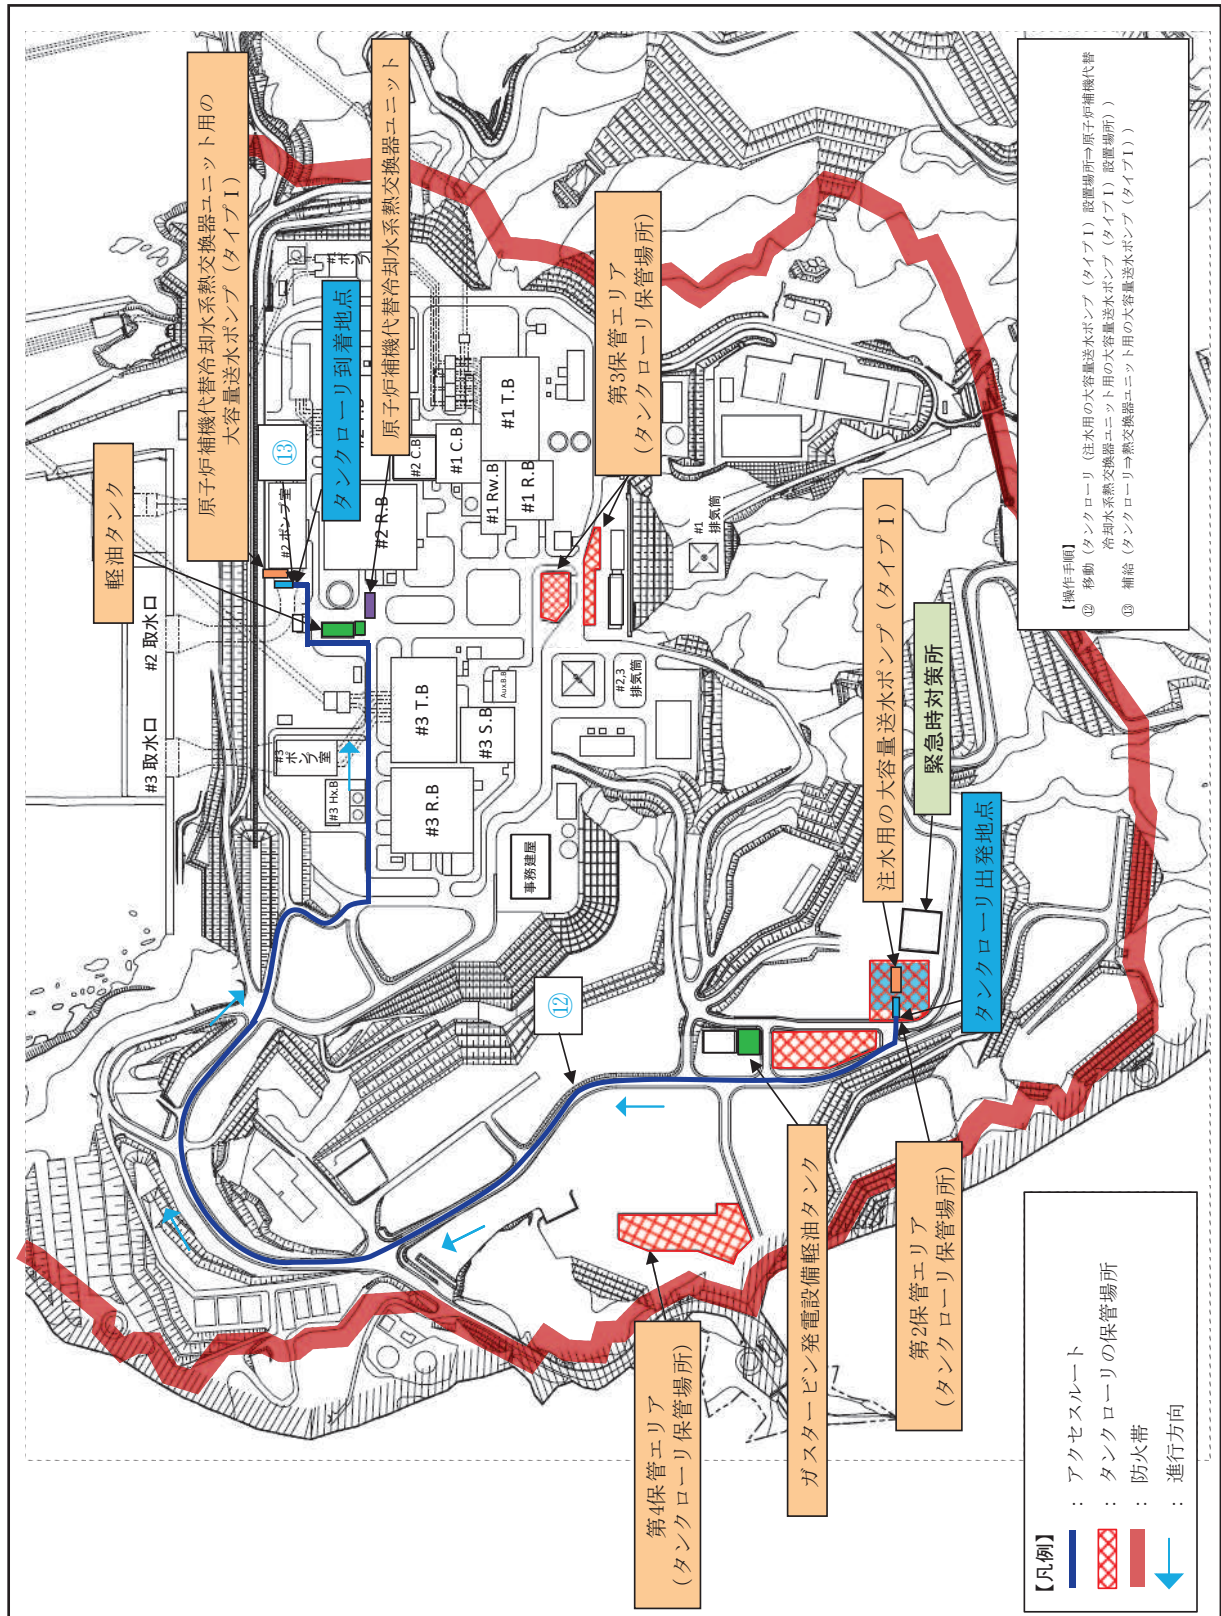 #3 取水口
#2 取水口
軽油タンク
原子炉補機代替冷却水系熱交換器ユニット用の
大容量送水ポンプ（タイプⅠ）
⑬
タンクローリ到着地点
原子炉補機代替冷却水系熱交換器ユニット
#2 ポンプ室
#2 R.B
#2 C.B
#1 C.B
#1 T.B
#1 Rw.B
#1 R.B
第3保管エリア
（タンクローリ保管場所）
#1
排気筒
#3
ポンプ
室
#3 Hx.B
#3 T.B
#3 S.B
#3 R.B
Aux.B.B
#2,3
排気筒
事務建屋
⑫
注水用の大容量送水ポンプ（タイプⅠ）
緊急時対策所
タンクローリ出発地点
第2保管エリア
（タンクローリ保管場所）
ガスタービン発電設備軽油タンク
第4保管エリア
（タンクローリ保管場所）
【凡例】
：アクセスルート
：タンクローリの保管場所
：防火帯
：進行方向
【操作手順】
⑫ 移動（タンクローリ（注水用の大容量送水ポンプ（タイプⅠ）設置場所⇒原子炉補機代替
冷却水系熱交換器ユニット用の大容量送水ポンプ（タイプⅠ）設置場所））
⑬ 補給（タンクローリ⇒熱交換器ユニット用の大容量送水ポンプ（タイプⅠ））